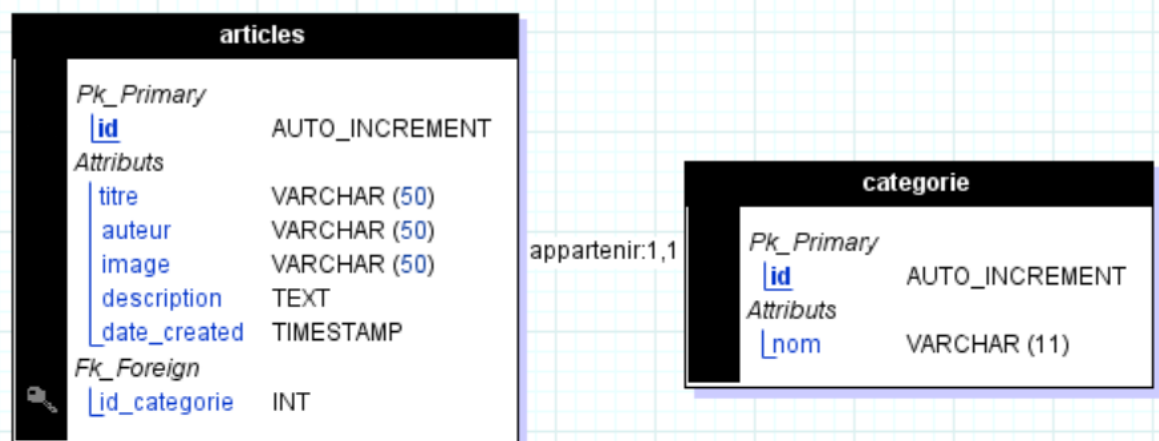 articles
Pk_Primary
id AUTO_INCREMENT
Attributs
titre VARCHAR (50)
auteur VARCHAR (50)
image VARCHAR (50)
description TEXT
date_created TIMESTAMP
Fk_Foreign
id_categorie INT
appartenir:1,1
categorie
Pk_Primary
id AUTO_INCREMENT
Attributs
nom VARCHAR (11)